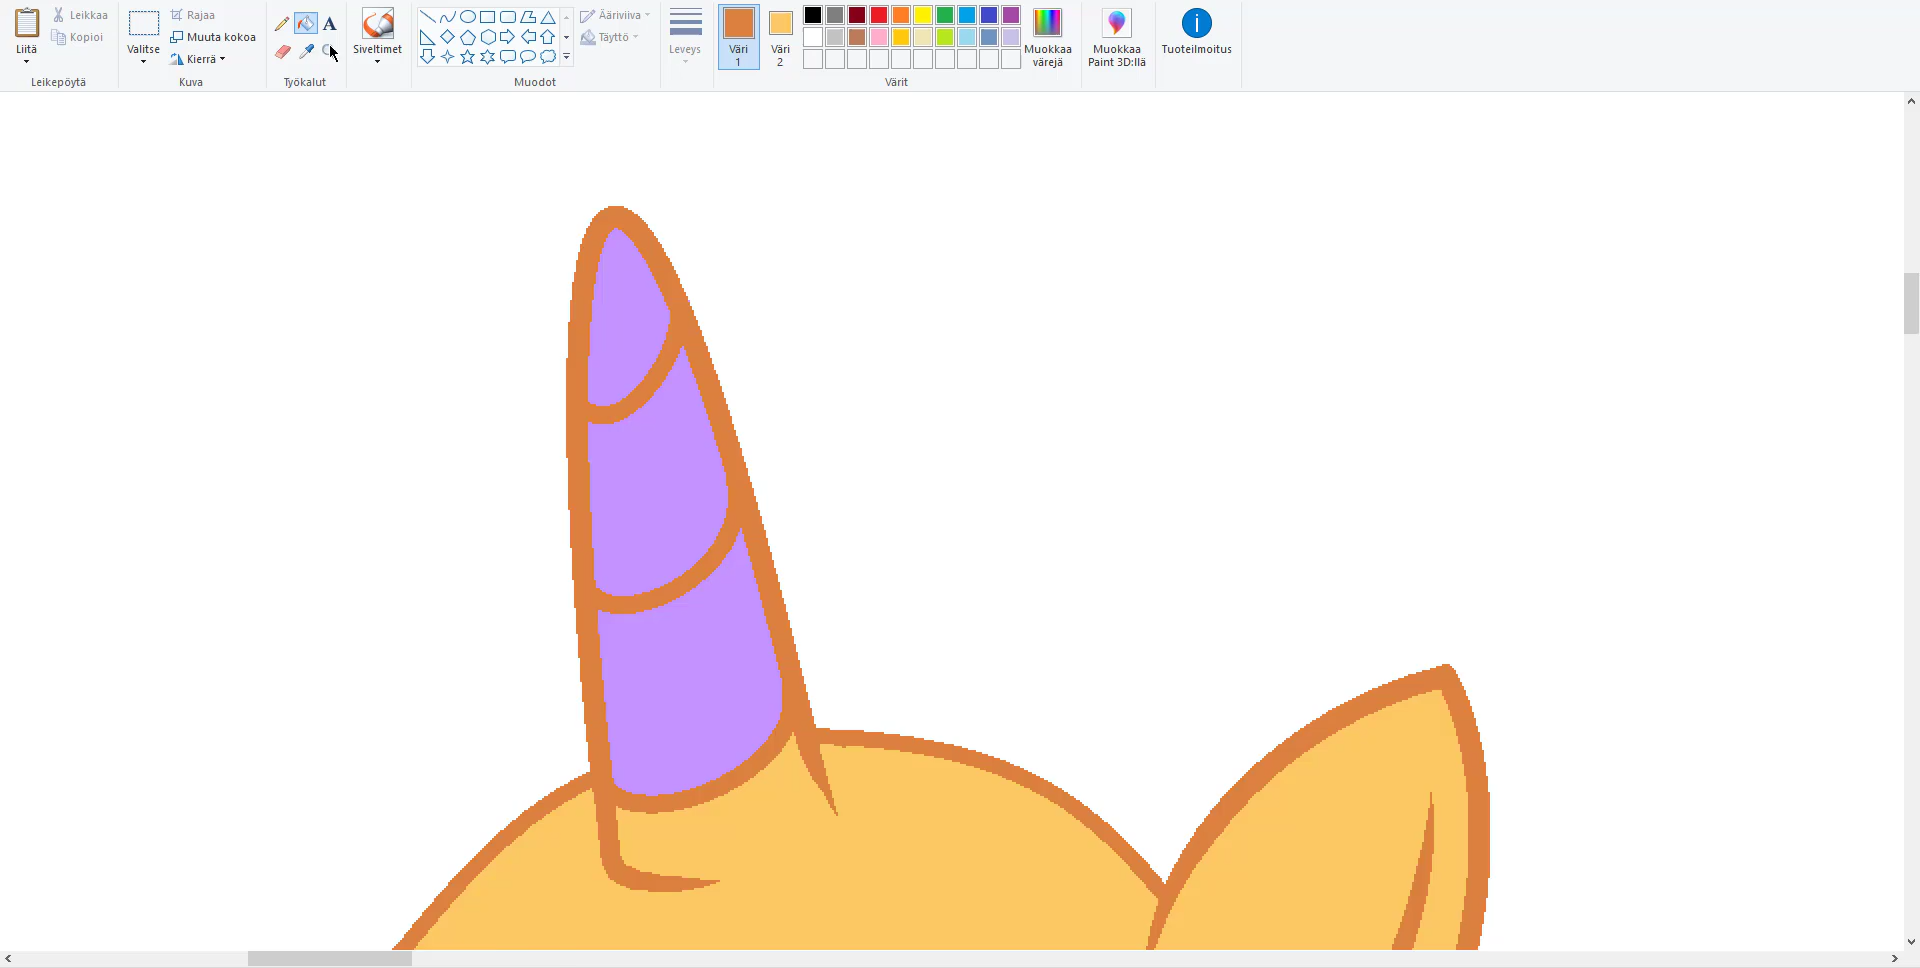 Liitä
Leikkaa
Kopioi
Leikepöytä
Valitse
Rajaa
Muuta kokoa
Kierrä
Kuva
A
Työkalut
Siveltimet
Muodot
Ääriviiva
Täyttö
Leveys
Väri
1
Väri
2
Värit
Muokkaa
värejä
Muokkaa
Paint 3D:llä
i
Tuoteilmoitus